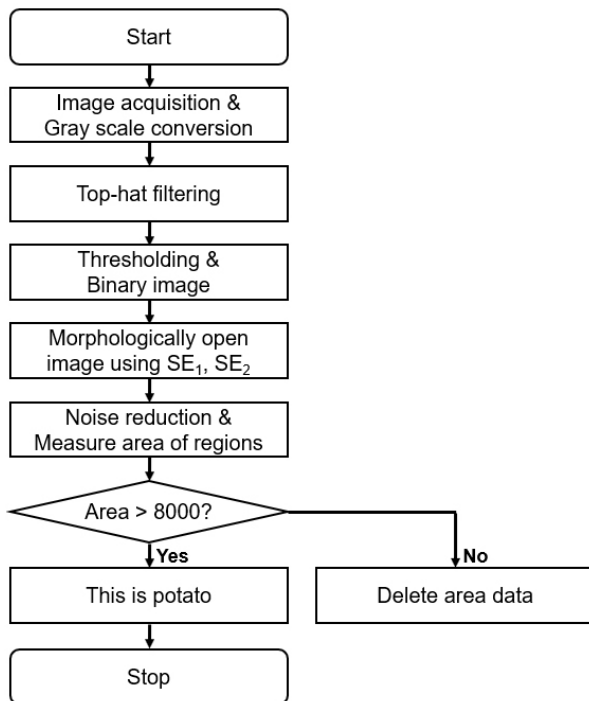 Start
Image acquisition &
Gray scale conversion
Top-hat filtering
Thresholding &
Binary image
Morphologically open
image using SE₁, SE₂
Noise reduction &
Measure area of regions
Area > 8000?
Yes
No
This is potato
Delete area data
Stop